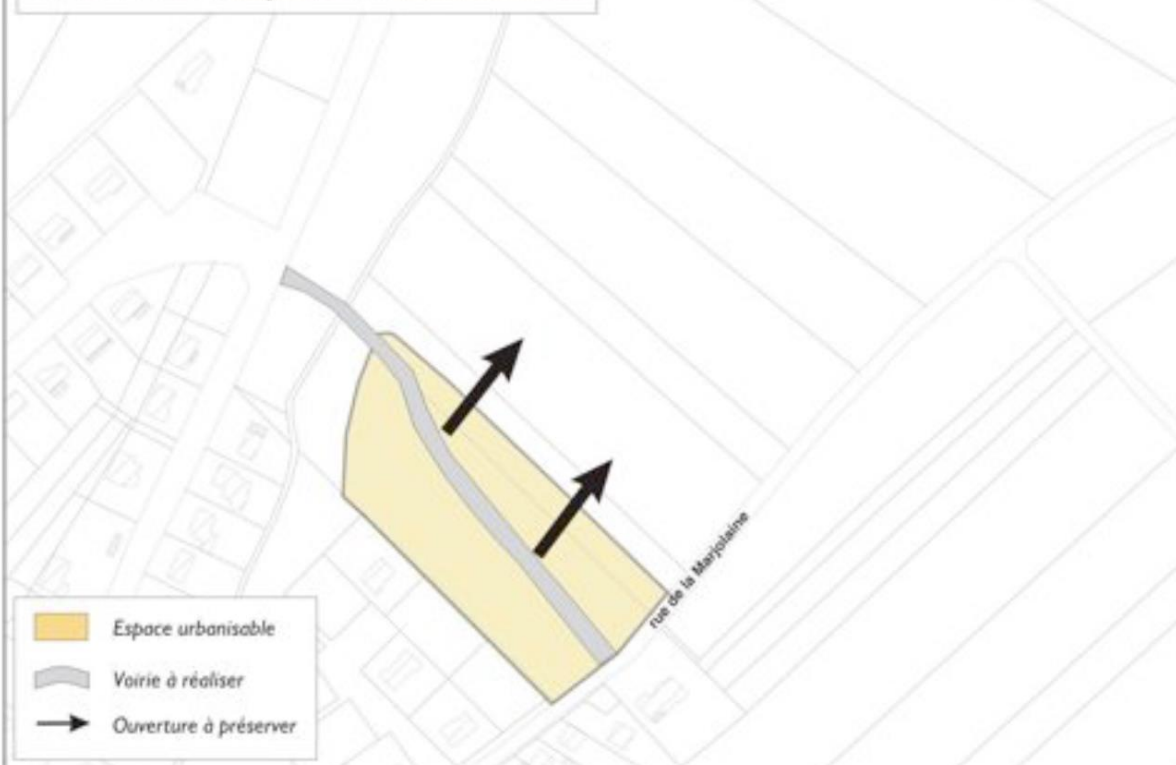 rue de la Marjolaine
Espace urbanisable
Voirie à réaliser
Ouverture à préserver